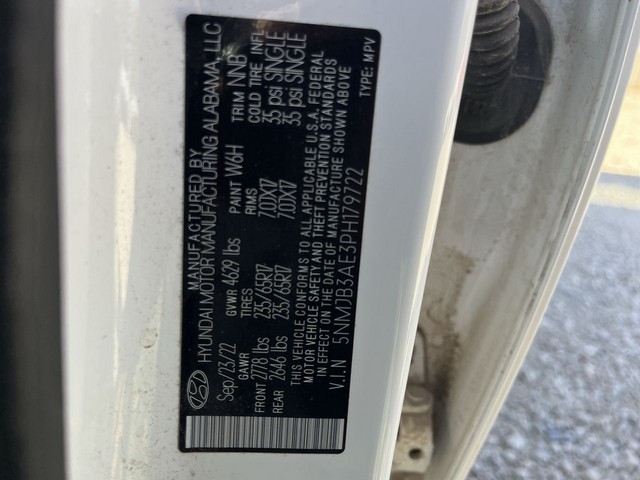 MANUFACTURED BY
HYUNDAI MOTOR MANUFACTURING ALABAMA, LLC
Sep/23/22 GVWR 4629 lbs PAINT W6H TRIM NNB
GAWR TIRES RIMS COLD TIRE INFL
FRONT 2778 lbs 235/65R17 7.0JX17 35 psi SINGLE
REAR 2646 lbs 235/65R17 7.0JX17 35 psi SINGLE
THIS VEHICLE CONFORMS TO ALL APPLICABLE U.S.A. FEDERAL
MOTOR VEHICLE SAFETY AND THEFT PREVENTION STANDARDS
IN EFFECT ON THE DATE OF MANUFACTURE SHOWN ABOVE
V.I.N 5NMJB3AE3PH179722 TYPE: MPV